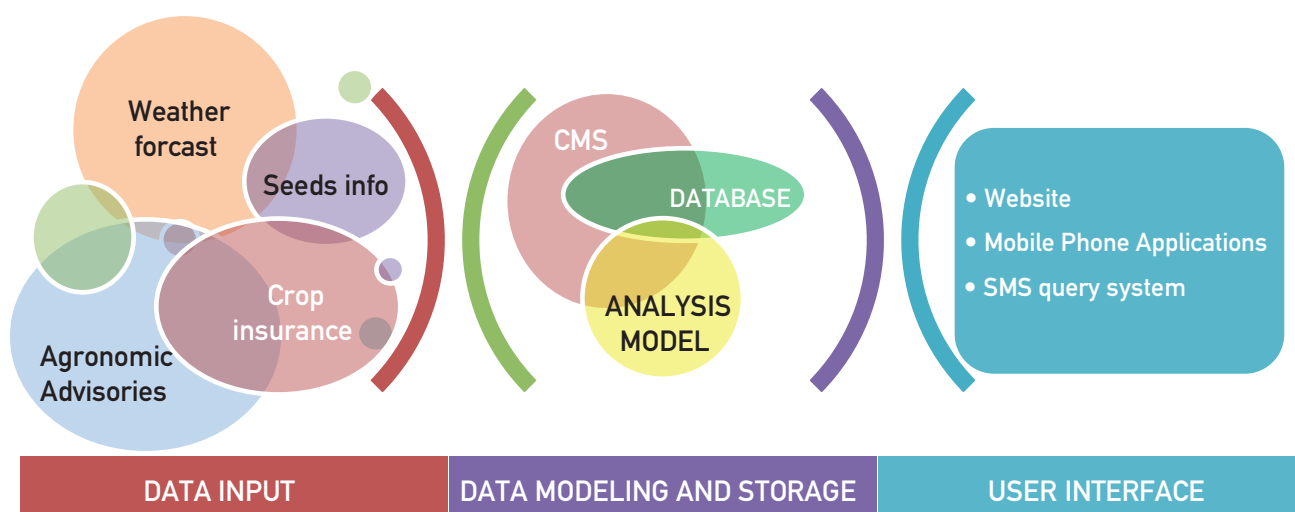 Weather
forcast
Seeds info
Crop
insurance
Agronomic
Advisories
CMS
DATABASE
ANALYSIS
MODEL
• Website
• Mobile Phone Applications
• SMS query system
DATA INPUT
DATA MODELING AND STORAGE
USER INTERFACE